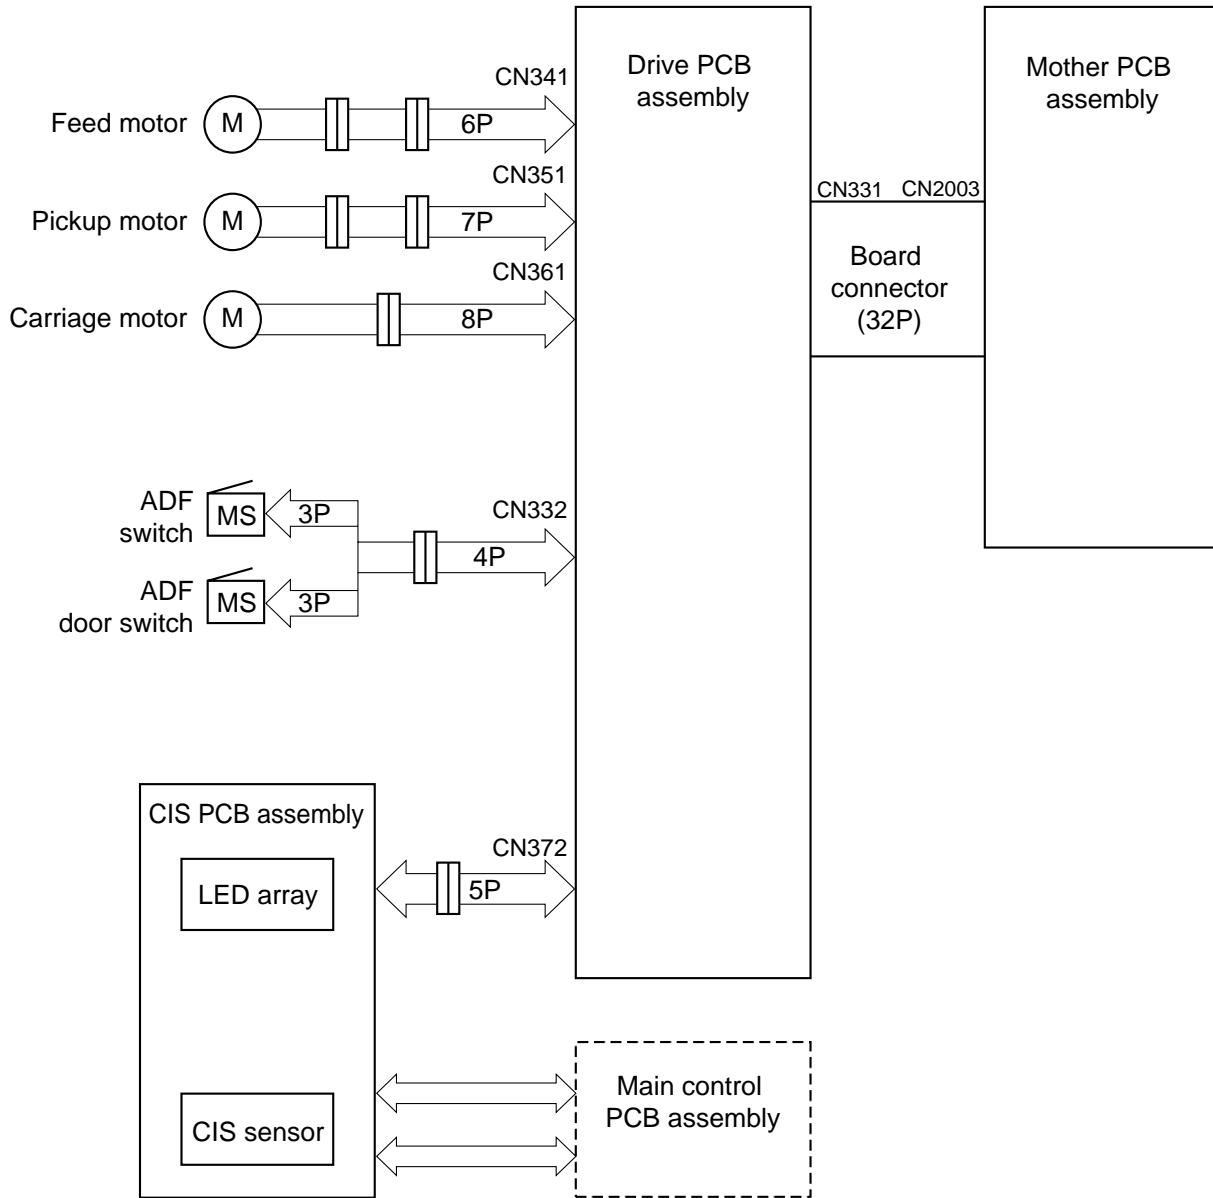 Drive PCB
assembly
Mother PCB
assembly
CN341
Feed motor
M
6P
CN351
Pickup motor
M
7P
CN331
CN2003
CN361
Carriage motor
M
8P
Board
connector
(32P)
ADF
switch
MS
3P
CN332
4P
ADF
door switch
MS
3P
CIS PCB assembly
LED array
CN372
5P
CIS sensor
Main control
PCB assembly